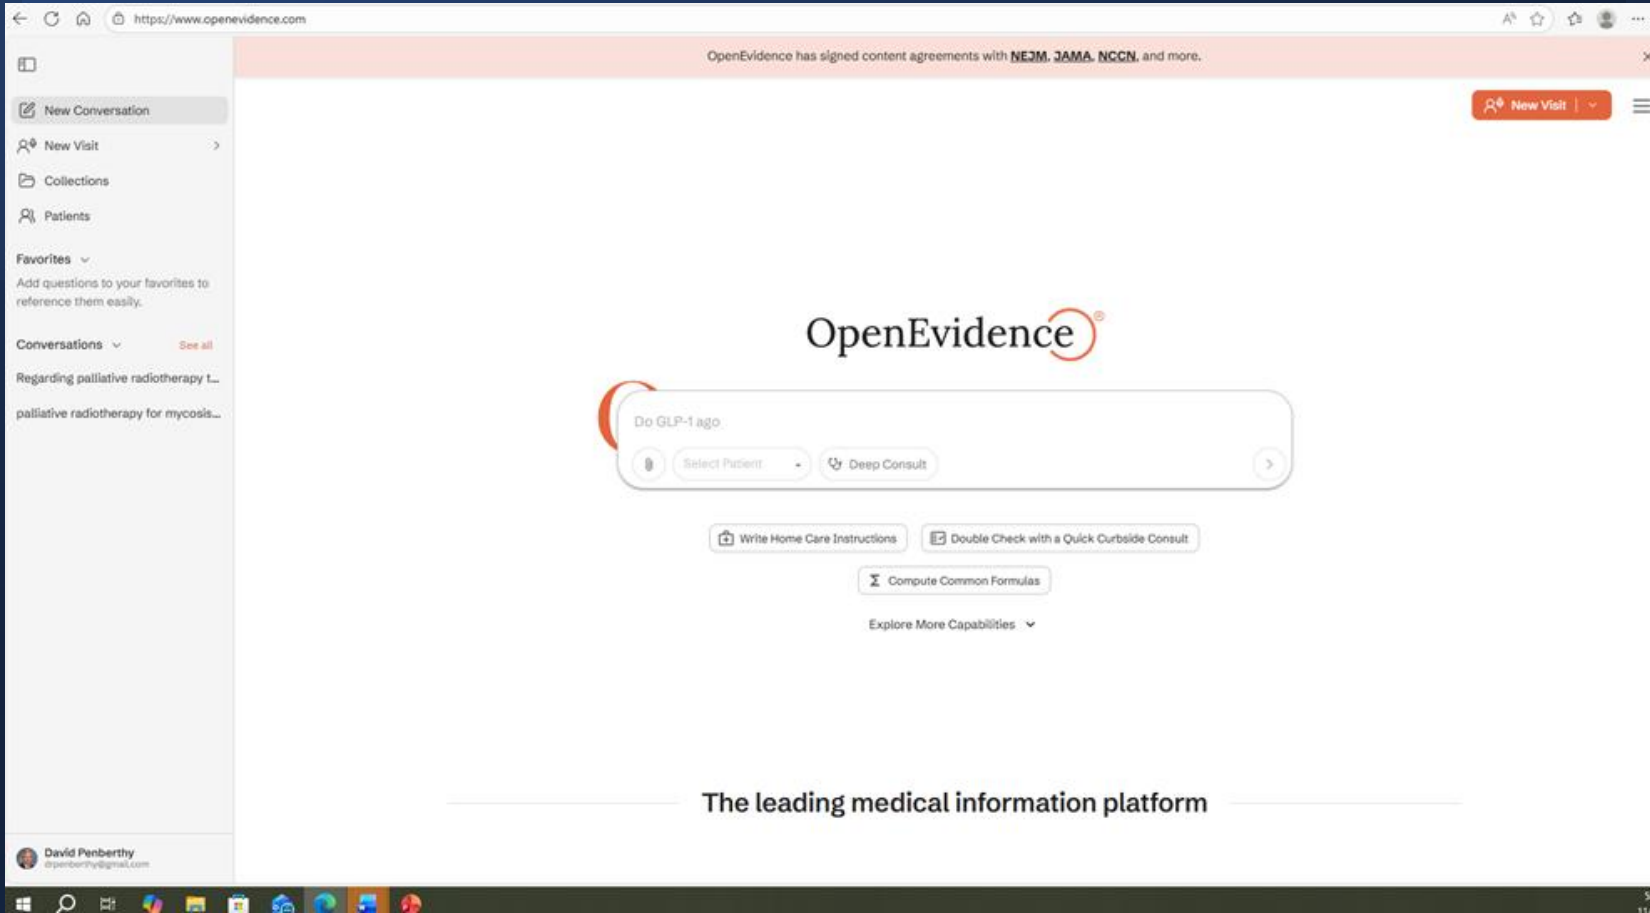 https://www.openevidence.com
OpenEvidence has signed content agreements with NEJM, JAMA, NCCN, and more.
New Conversation
New Visit
Collections
Patients
Favorites
Add questions to your favorites to
reference them easily.
Conversations
See all
Regarding palliative radiotherapy t...
palliative radiotherapy for mycosis...
David Penberthy
drpenberthy@gmail.com
New Visit
OpenEvidence®
Do GLP-1 ago
Select Patient
Deep Consult
Write Home Care Instructions
Double Check with a Quick Curbside Consult
Σ Compute Common Formulas
Explore More Capabilities
The leading medical information platform